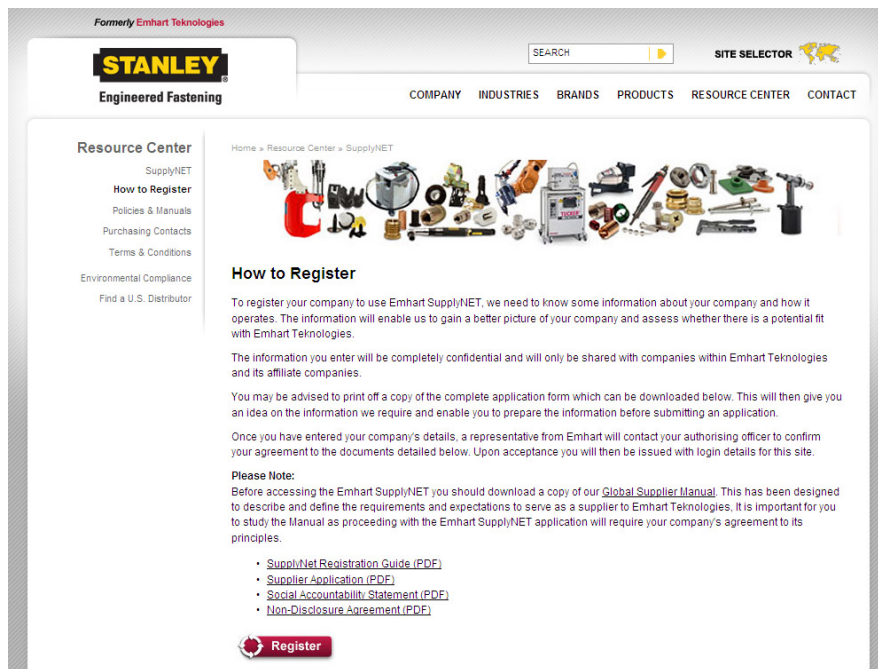 Formerly Emhart Teknologies
STANLEY
Engineered Fastening
SEARCH
SITE SELECTOR
COMPANY INDUSTRIES BRANDS PRODUCTS RESOURCE CENTER CONTACT
Resource Center
SupplyNET
How to Register
Policies & Manuals
Purchasing Contacts
Terms & Conditions
Environmental Compliance
Find a U.S. Distributor
Home » Resource Center » SupplyNET
TUCKER
How to Register
To register your company to use Emhart SupplyNET, we need to know some information about your company and how it
operates. The information will enable us to gain a better picture of your company and assess whether there is a potential fit
with Emhart Teknologies.
The information you enter will be completely confidential and will only be shared with companies within Emhart Teknologies
and its affiliate companies.
You may be advised to print off a copy of the complete application form which can be downloaded below. This will then give you
an idea on the information we require and enable you to prepare the information before submitting an application.
Once you have entered your company's details, a representative from Emhart will contact your authorising officer to confirm
your agreement to the documents detailed below. Upon acceptance you will then be issued with login details for this site.
Please Note:
Before accessing the Emhart SupplyNET you should download a copy of our Global Supplier Manual. This has been designed
to describe and define the requirements and expectations to serve as a supplier to Emhart Teknologies, It is important for you
to study the Manual as proceeding with the Emhart SupplyNET application will require your company's agreement to its
principles.
• SupplyNet Registration Guide (PDF)
• Supplier Application (PDF)
• Social Accountability Statement (PDF)
• Non-Disclosure Agreement (PDF)
Register